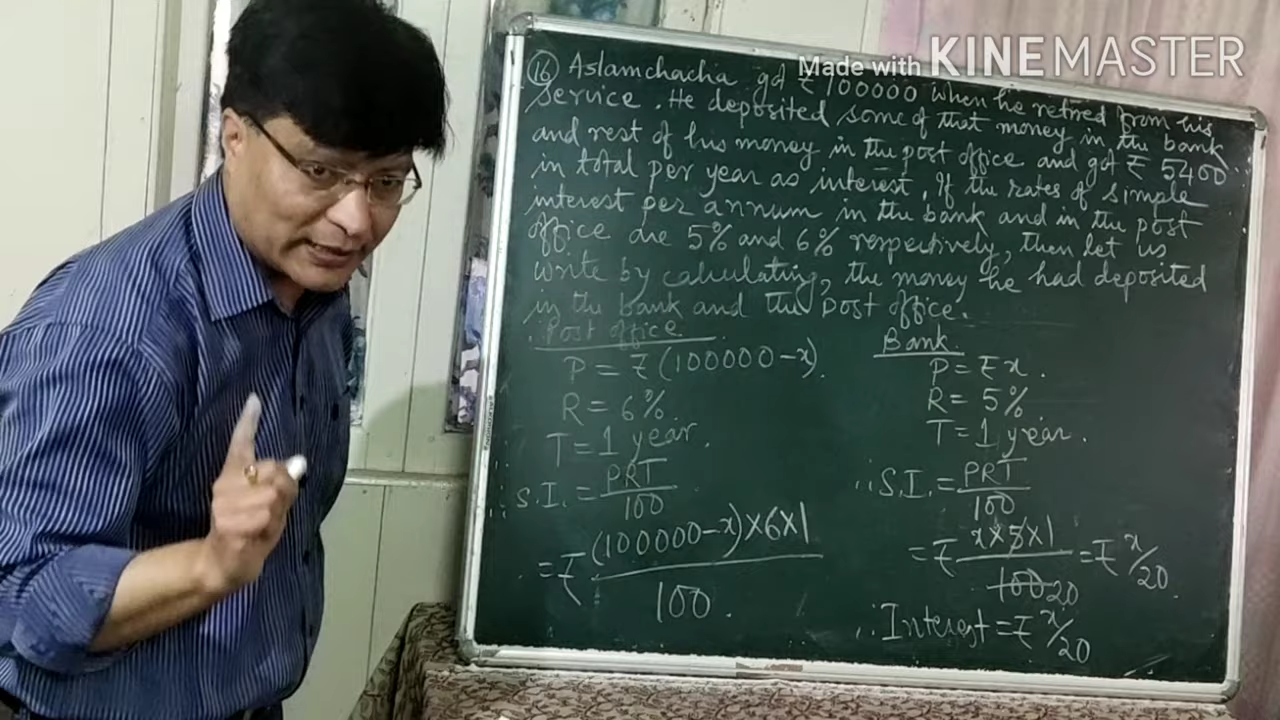 Made with KINEMASTER
(16) Aslamchacha got ₹ 100000 when he retired from his
service. He deposited some of that money in the bank
and rest of his money in the post office and got ₹ 5400
in total per year as interest. If the rates of simple
interest per annum in the bank and in the post
office are 5% and 6% respectively, then let us
write by calculating, the money he had deposited
in the bank and the post office.
Post office
P = ₹ (100000 - x).
R = 6%.
T = 1 year.
∴ S.I. = PRT/100
= ₹ (100000 - x) × 6 × 1 / 100.
Bank.
P = ₹ x.
R = 5%
T = 1 year.
∴ S.I. = PRT/100
= ₹ x × 5 × 1 / 100 20 = ₹ x/20.
∴ Interest = ₹ x/20